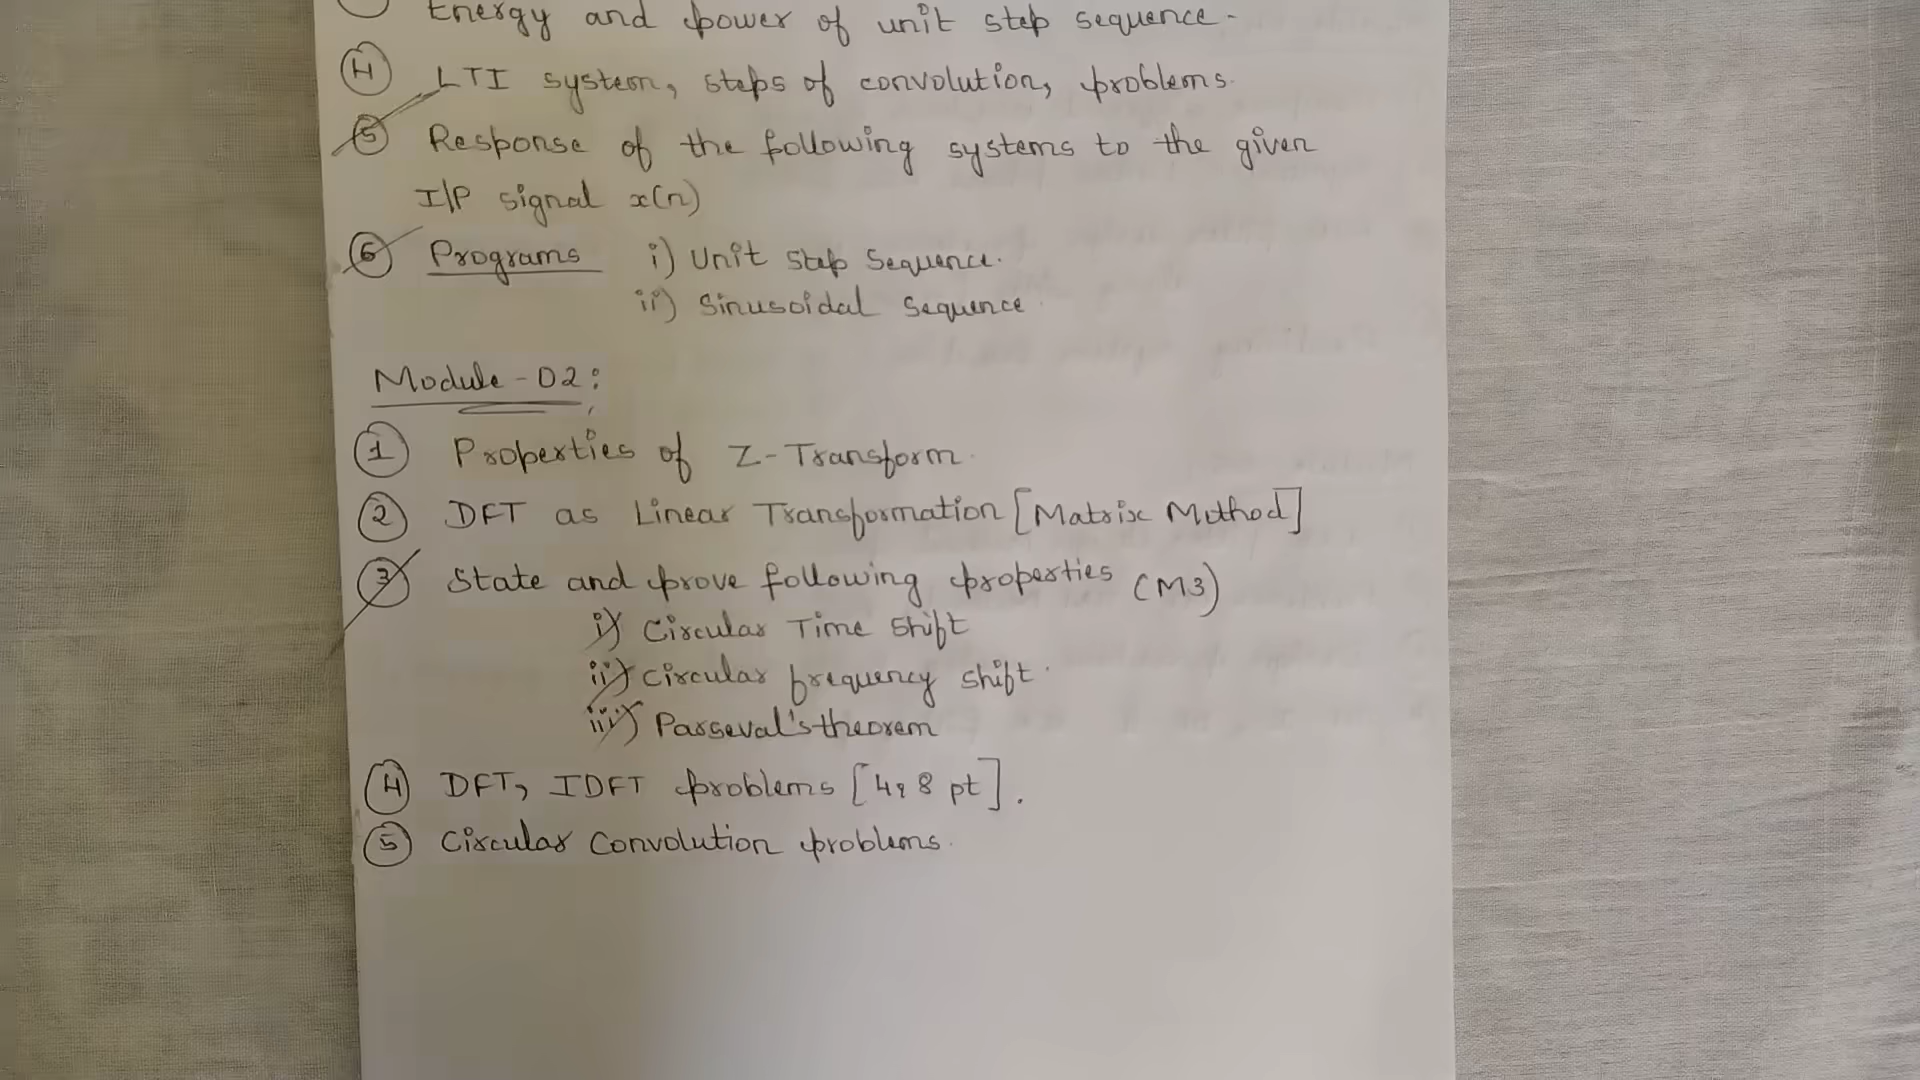 Energy and power of unit step sequence.
4 LTI system, steps of convolution, problems.
5 Response of the following systems to the given
I/P signal x(n)
6 Programs i) Unit Step Sequence.
ii) Sinusoidal Sequence.
Module-02:
1 Properties of Z-Transform.
2 DFT as Linear Transformation [Matrix Method]
3 State and prove following properties (M3)
i) Circular Time Shift
ii) Circular frequency shift.
iii) Parseval's theorem
4 DFT, IDFT problems [4, 8 pt].
5 Circular Convolution problems.